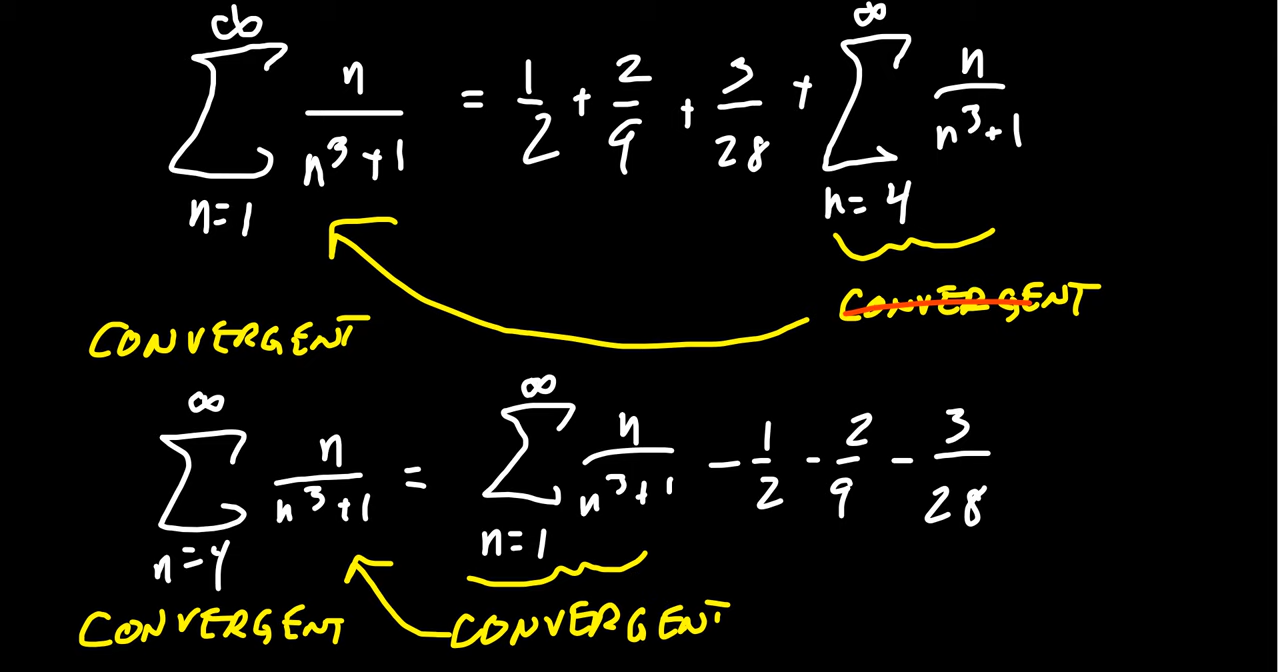 ∞
∑ n/(n³+1) = 1/2 + 2/9 + 3/28 + ∞∑ n/(n³+1)
n=1 n=4
CONVERGENT
CONVERGENT
∞
∑ n/(n³+1) = ∞∑ n/(n³+1) − 1/2 − 2/9 − 3/28
n=4 n=1
CONVERGENT CONVERGENT